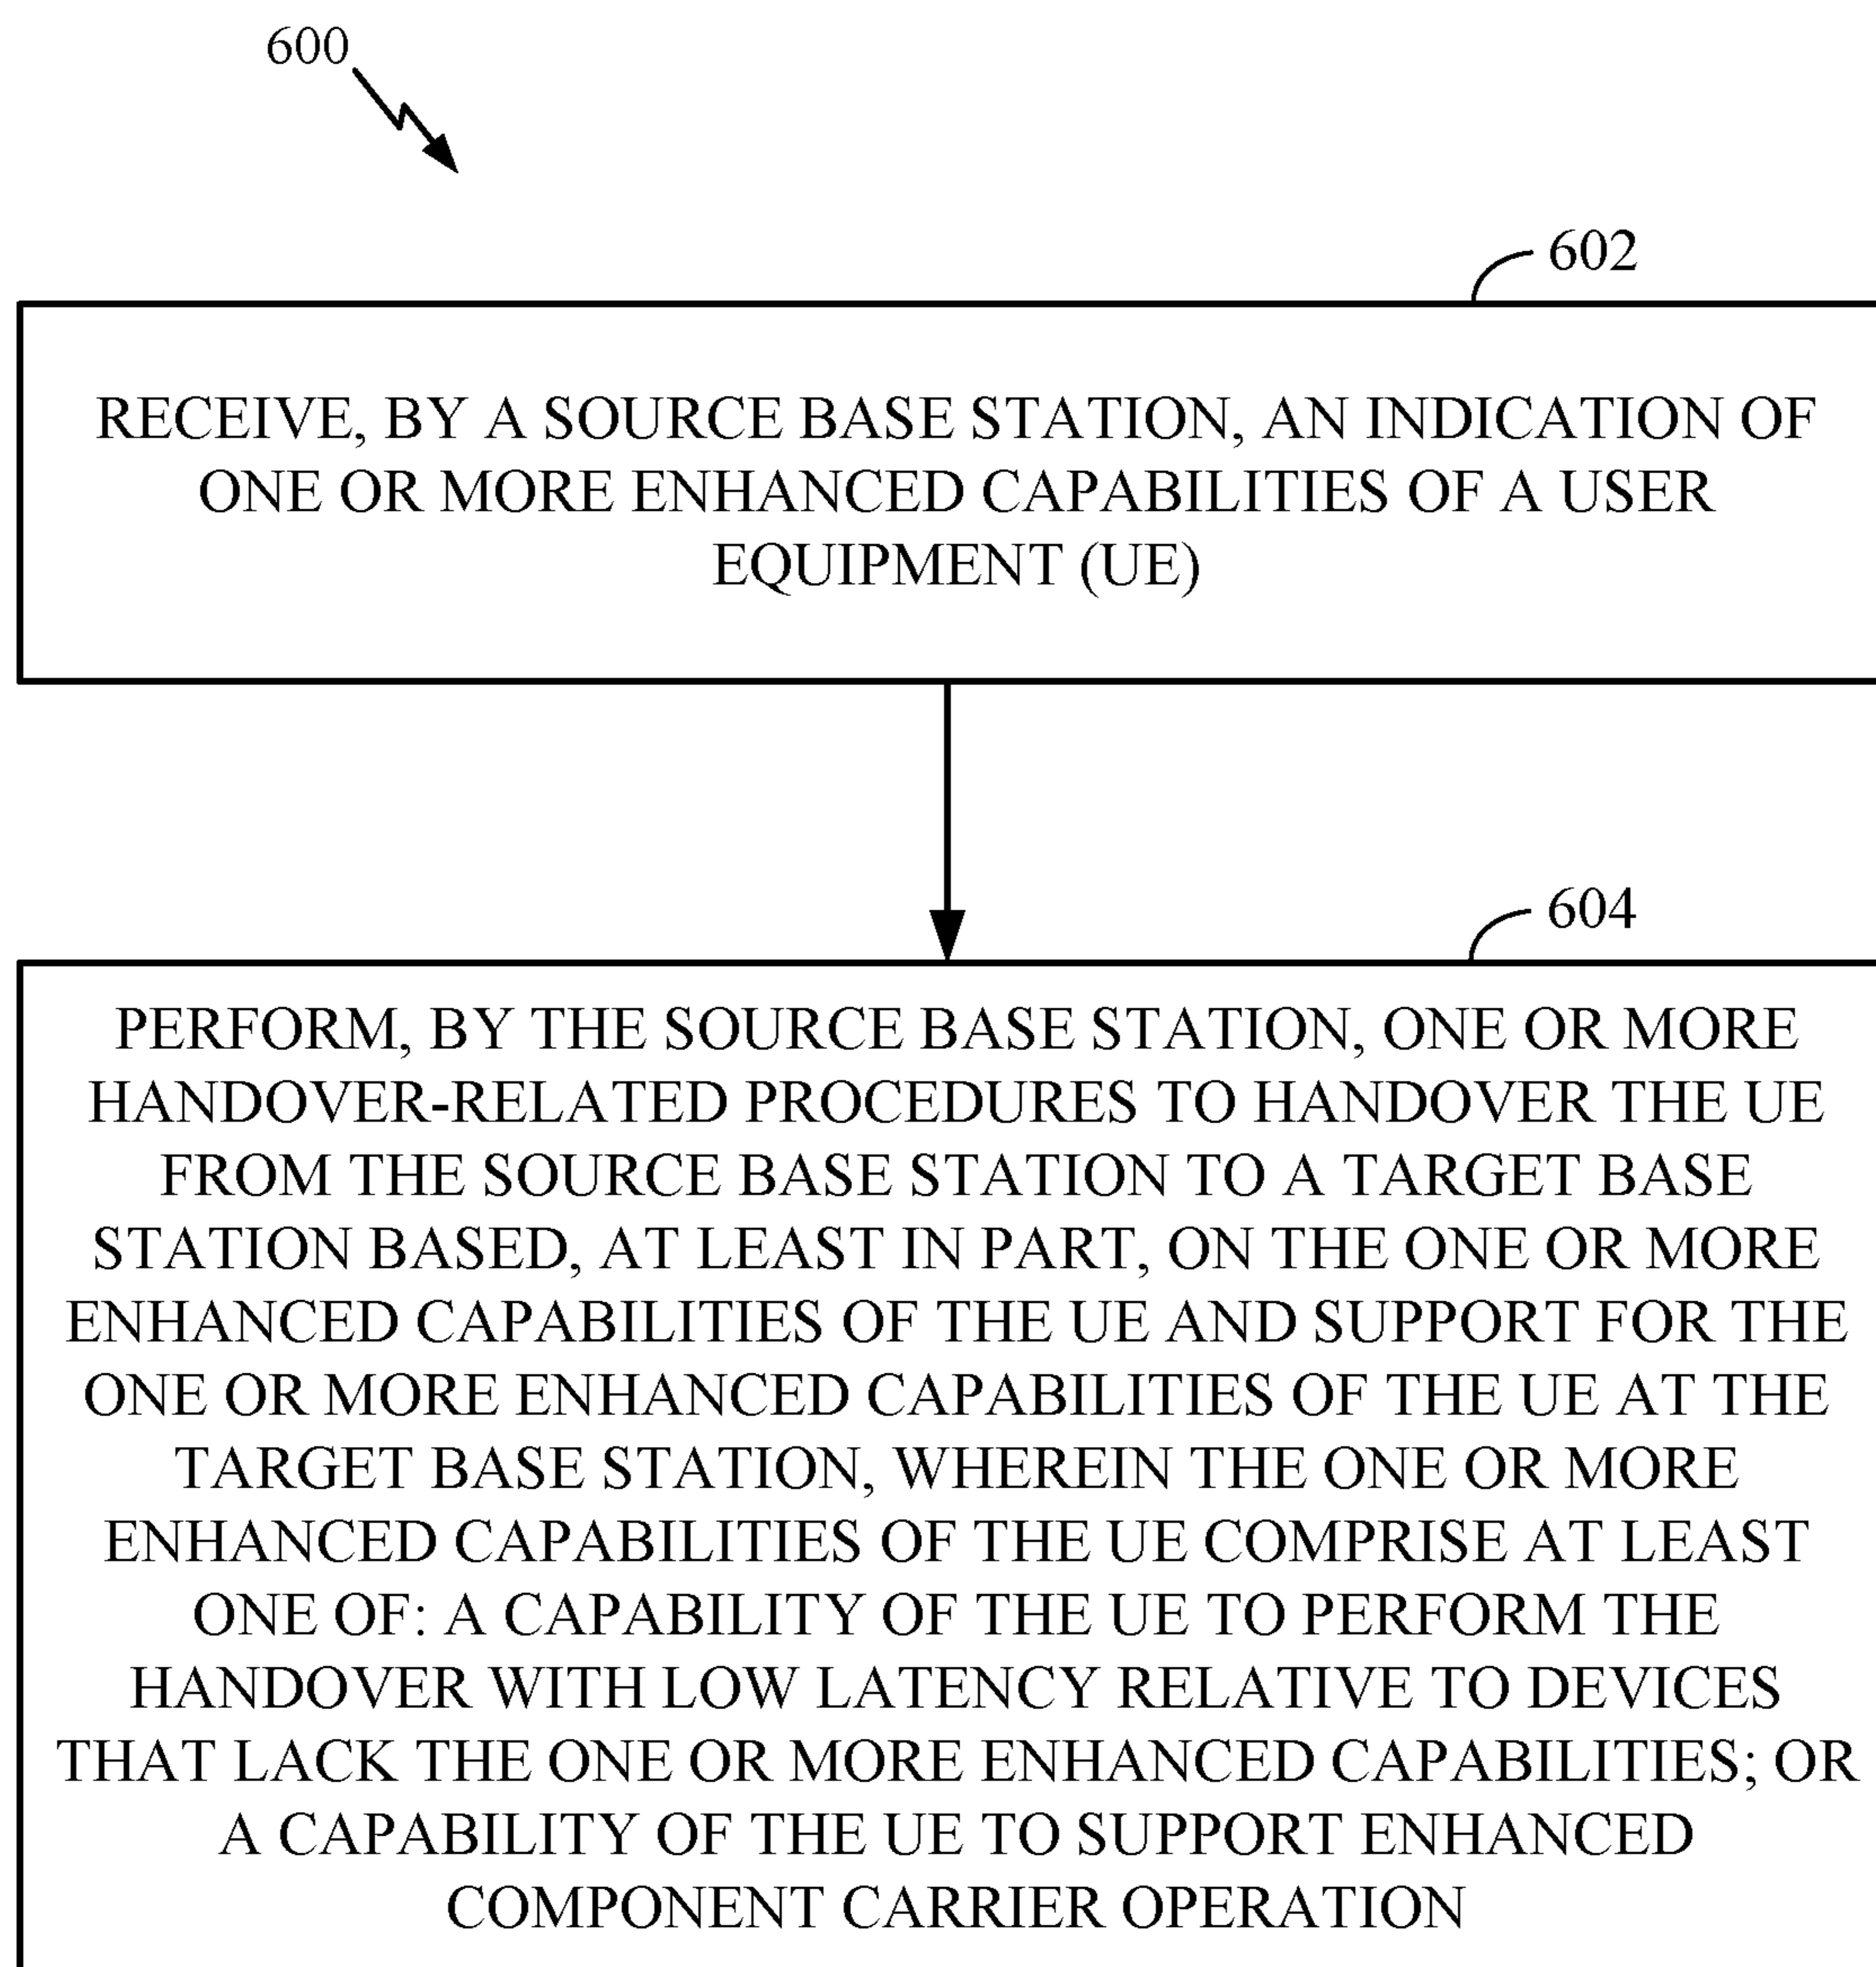 600
602
RECEIVE, BY A SOURCE BASE STATION, AN INDICATION OF
ONE OR MORE ENHANCED CAPABILITIES OF A USER
EQUIPMENT (UE)
604
PERFORM, BY THE SOURCE BASE STATION, ONE OR MORE
HANDOVER-RELATED PROCEDURES TO HANDOVER THE UE
FROM THE SOURCE BASE STATION TO A TARGET BASE
STATION BASED, AT LEAST IN PART, ON THE ONE OR MORE
ENHANCED CAPABILITIES OF THE UE AND SUPPORT FOR THE
ONE OR MORE ENHANCED CAPABILITIES OF THE UE AT THE
TARGET BASE STATION, WHEREIN THE ONE OR MORE
ENHANCED CAPABILITIES OF THE UE COMPRISE AT LEAST
ONE OF: A CAPABILITY OF THE UE TO PERFORM THE
HANDOVER WITH LOW LATENCY RELATIVE TO DEVICES
THAT LACK THE ONE OR MORE ENHANCED CAPABILITIES; OR
A CAPABILITY OF THE UE TO SUPPORT ENHANCED
COMPONENT CARRIER OPERATION